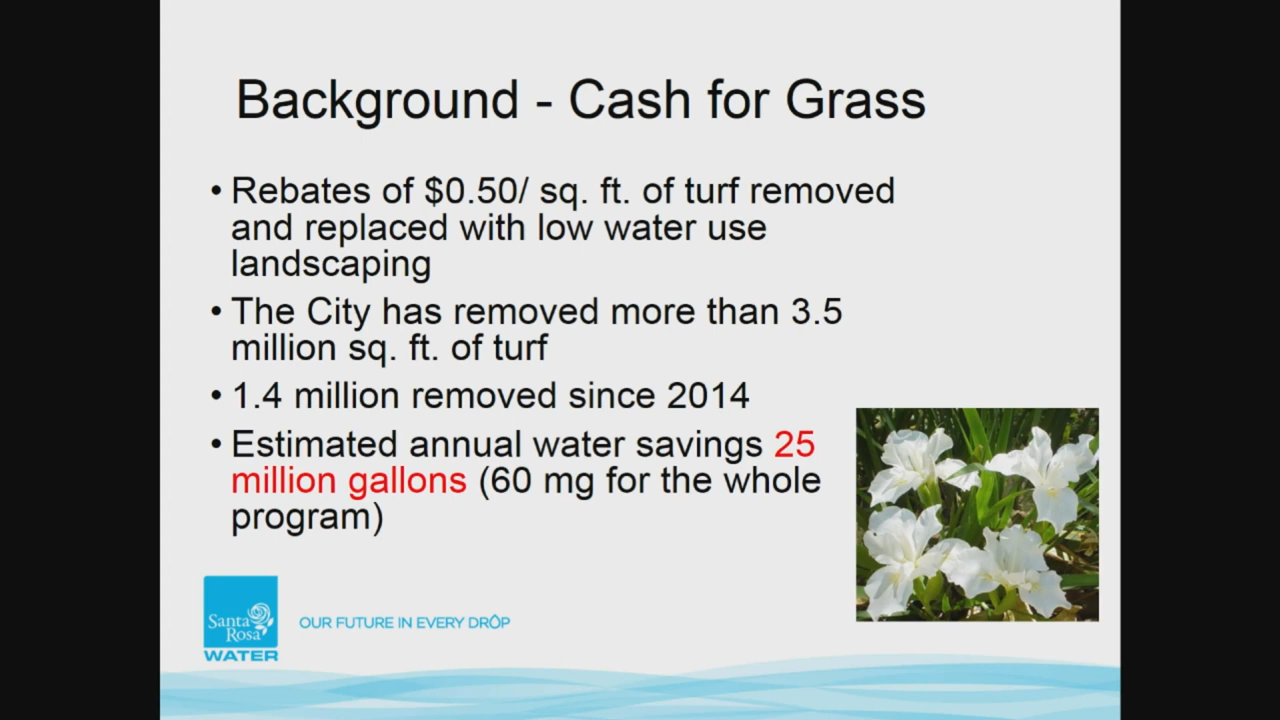 Background - Cash for Grass
• Rebates of $0.50/ sq. ft. of turf removed
and replaced with low water use
landscaping
• The City has removed more than 3.5
million sq. ft. of turf
• 1.4 million removed since 2014
• Estimated annual water savings 25
million gallons (60 mg for the whole
program)
Santa
Rosa
WATER
OUR FUTURE IN EVERY DROP